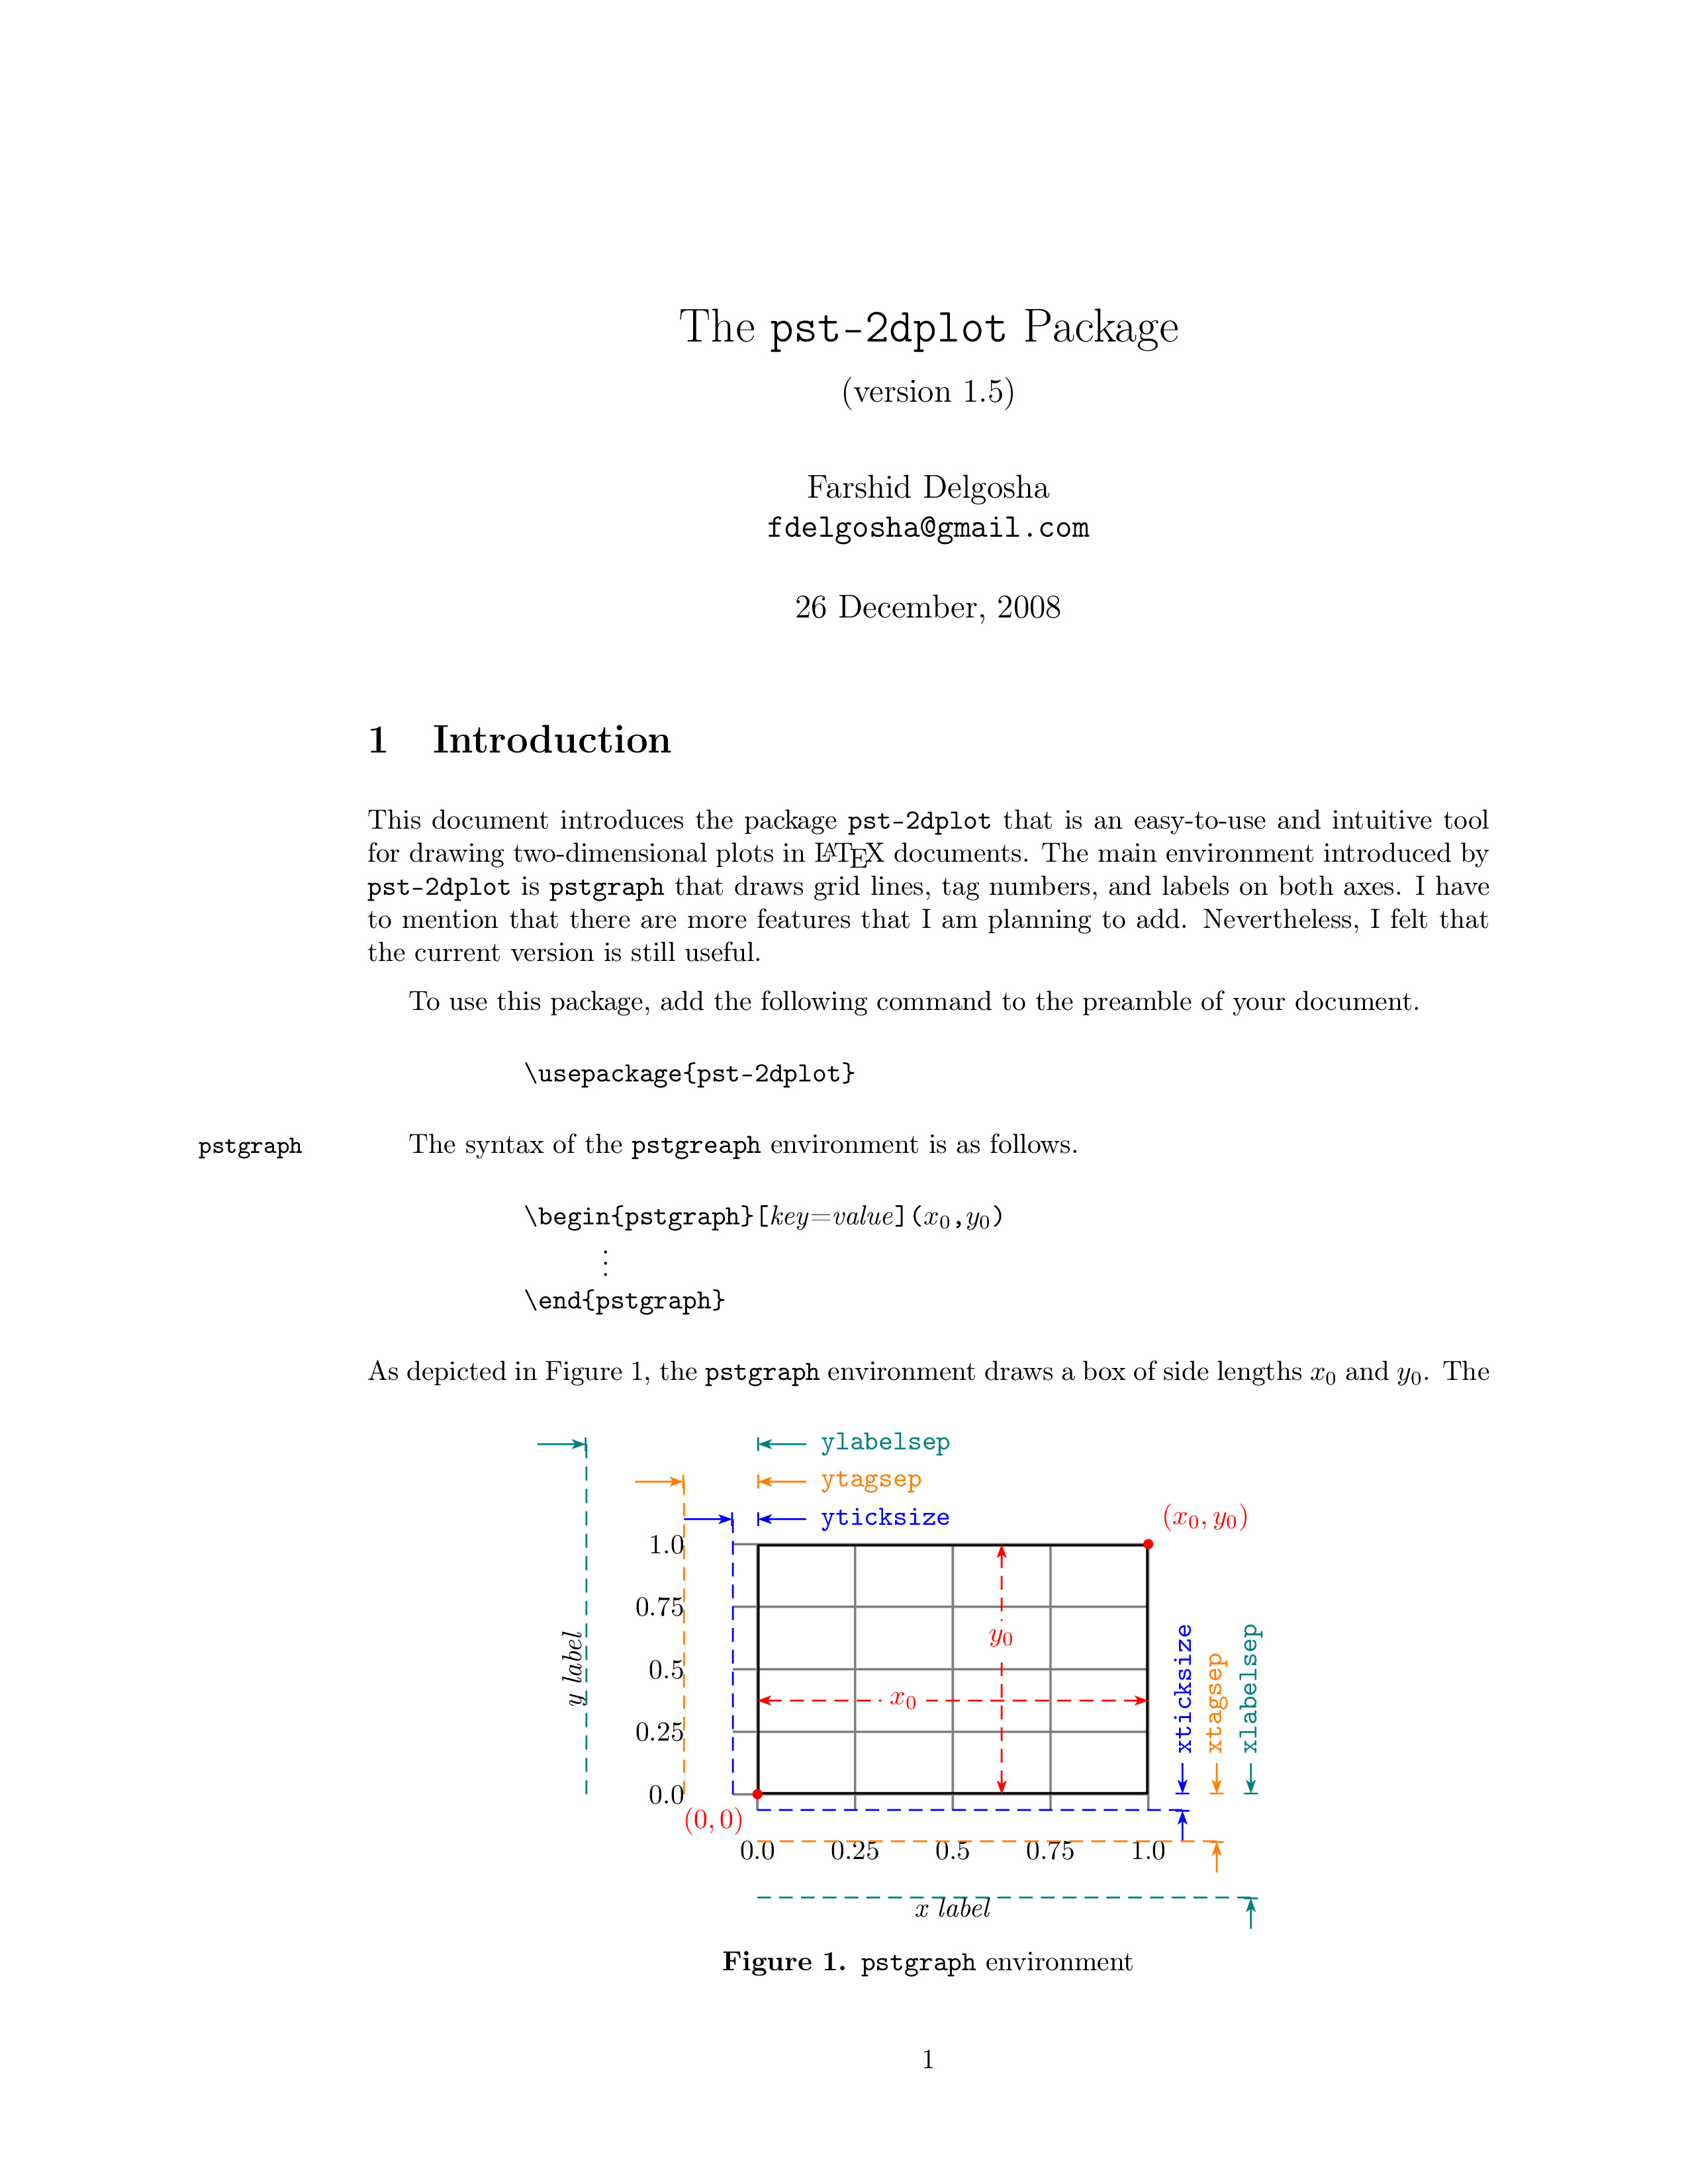 The pst-2dplot Package
(version 1.5)
Farshid Delgosha
fdelgosha@gmail.com
26 December, 2008
1 Introduction
This document introduces the package pst-2dplot that is an easy-to-use and intuitive tool
for drawing two-dimensional plots in LATEX documents. The main environment introduced by
pst-2dplot is pstgraph that draws grid lines, tag numbers, and labels on both axes. I have
to mention that there are more features that I am planning to add. Nevertheless, I felt that
the current version is still useful.
To use this package, add the following command to the preamble of your document.
\usepackage{pst-2dplot}
pstgraph The syntax of the pstgreaph environment is as follows.
\begin{pstgraph}[key=value](x0,y0)
⋮
\end{pstgraph}
As depicted in Figure 1, the pstgraph environment draws a box of side lengths x0 and y0. The
ylabelsep
ytagsep
yticksize
(x0, y0)
1.0
0.75
0.5
0.25
0.0
y label
y0
x0
xticksize
xtagsep
xlabelsep
(0, 0)
0.0 0.25 0.5 0.75 1.0
x label
Figure 1. pstgraph environment
1